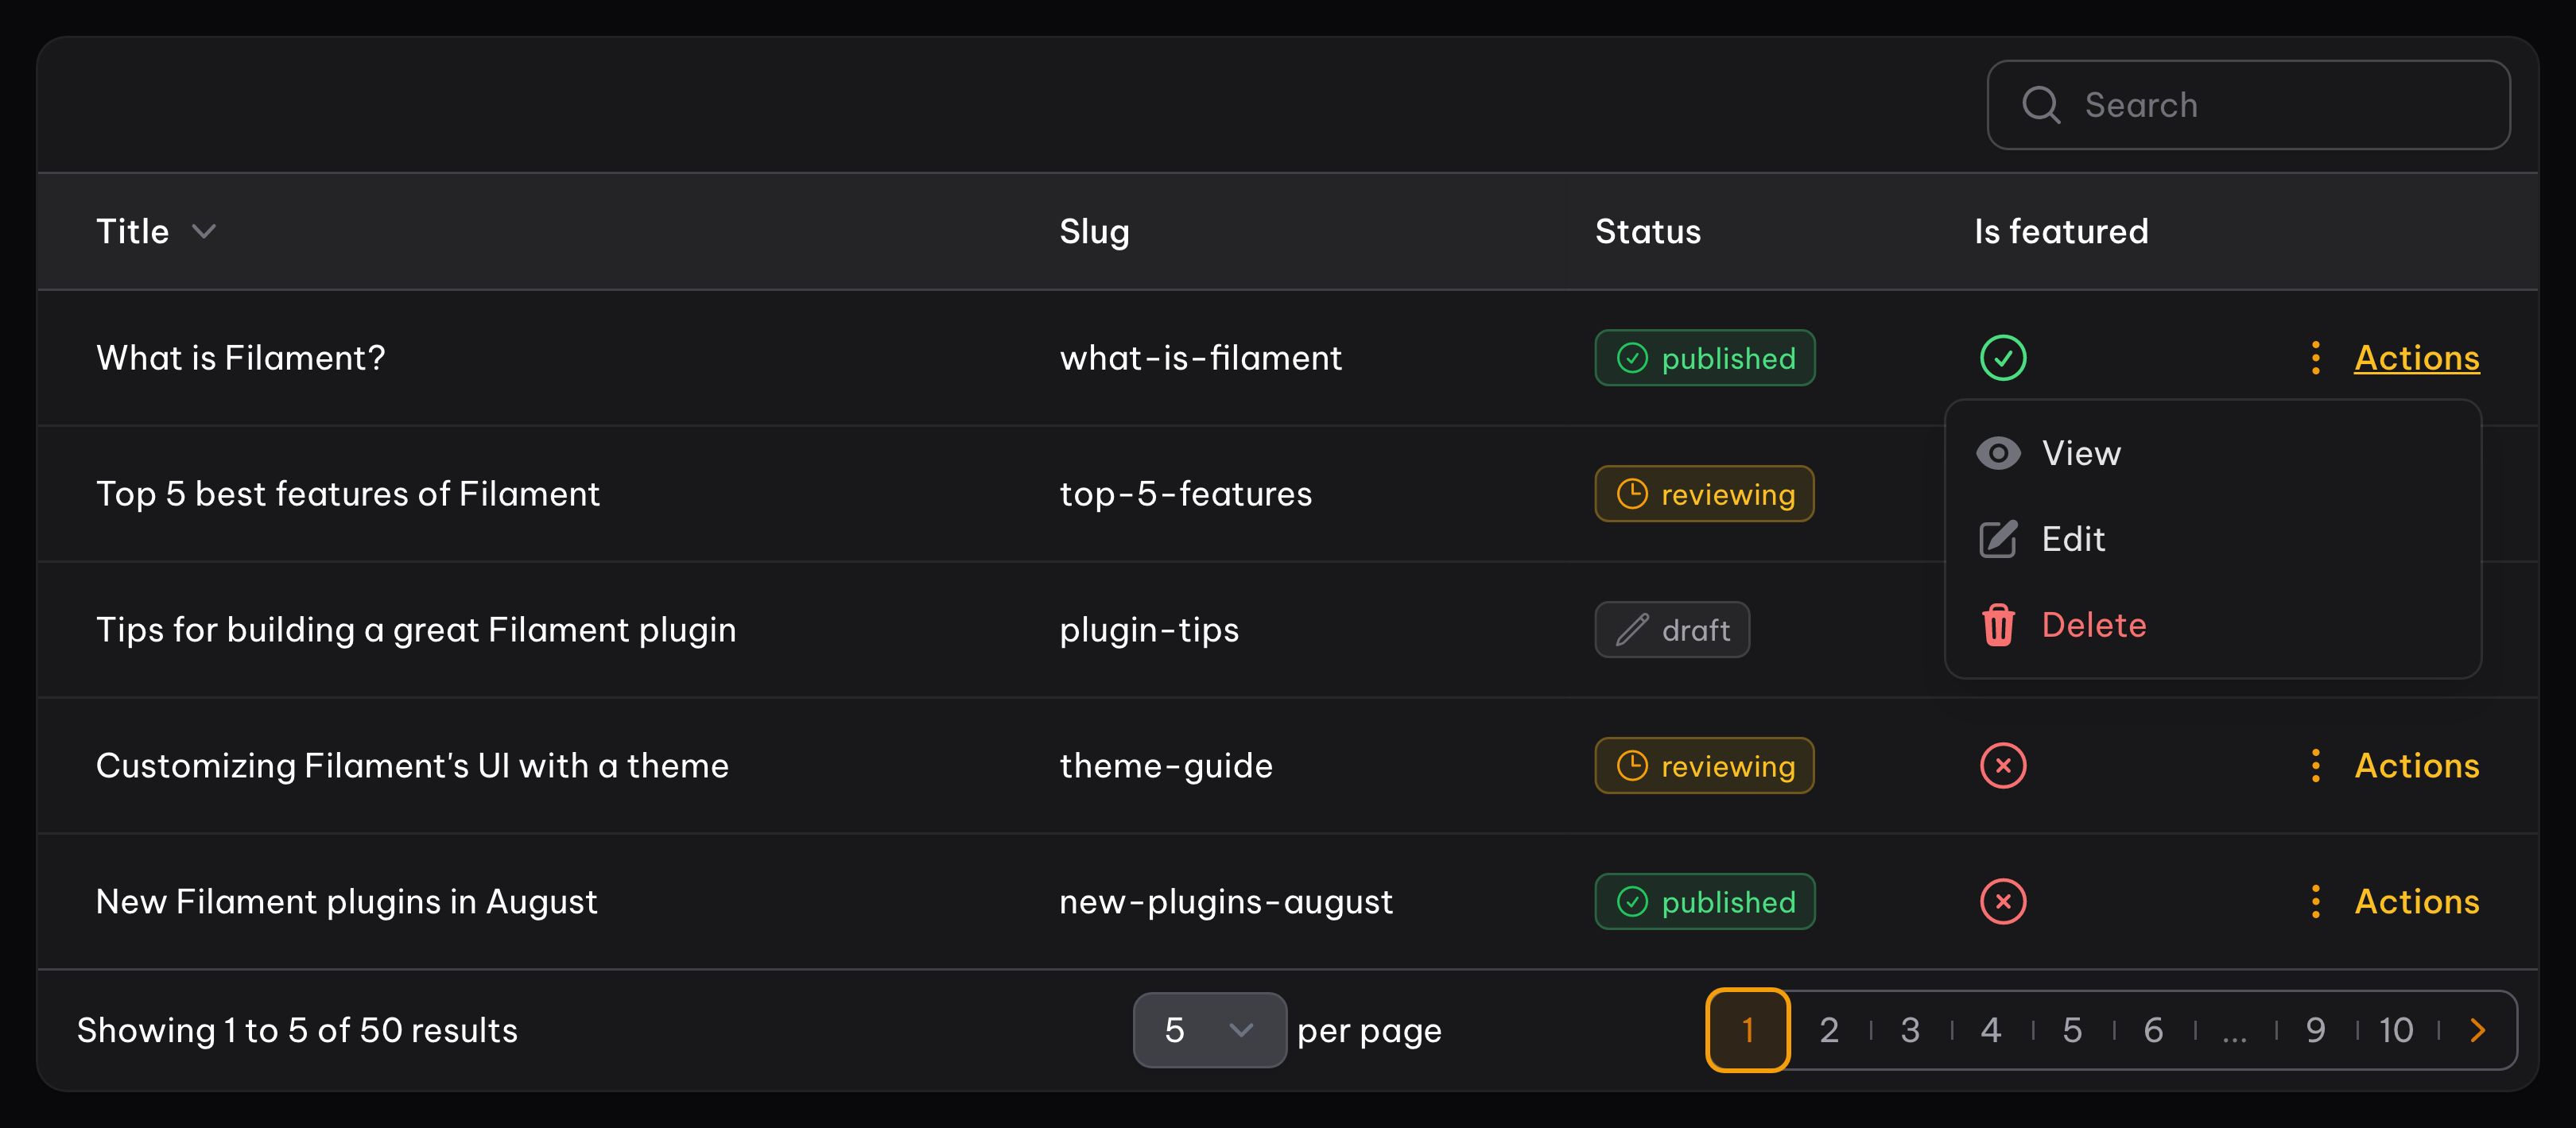 Search
Title Slug Status Is featured
What is Filament? what-is-filament published Actions
View
Top 5 best features of Filament top-5-features reviewing
Edit
Tips for building a great Filament plugin plugin-tips draft
Delete
Customizing Filament's UI with a theme theme-guide reviewing Actions
New Filament plugins in August new-plugins-august published Actions
Showing 1 to 5 of 50 results 5 per page 1 2 3 4 5 6 ... 9 10